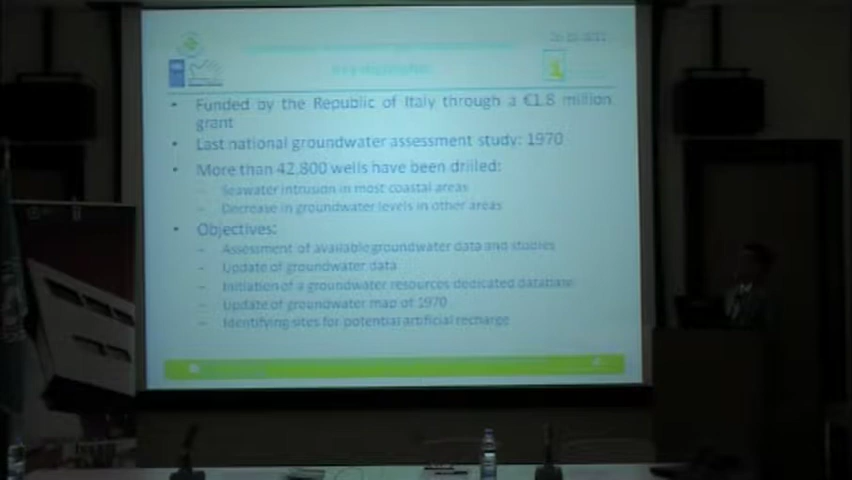 • Funded by the Republic of Italy through a €1.8 million
grant
• Last national groundwater assessment study: 1970
• More than 42,800 wells have been drilled:
– Seawater intrusion in most coastal areas
– Decrease in groundwater levels in other areas
• Objectives:
– Assessment of available groundwater data and studies
– Update of groundwater data
– Initiation of a groundwater resources dedicated database
– Update of groundwater map of 1970
– Identifying sites for potential artificial recharge